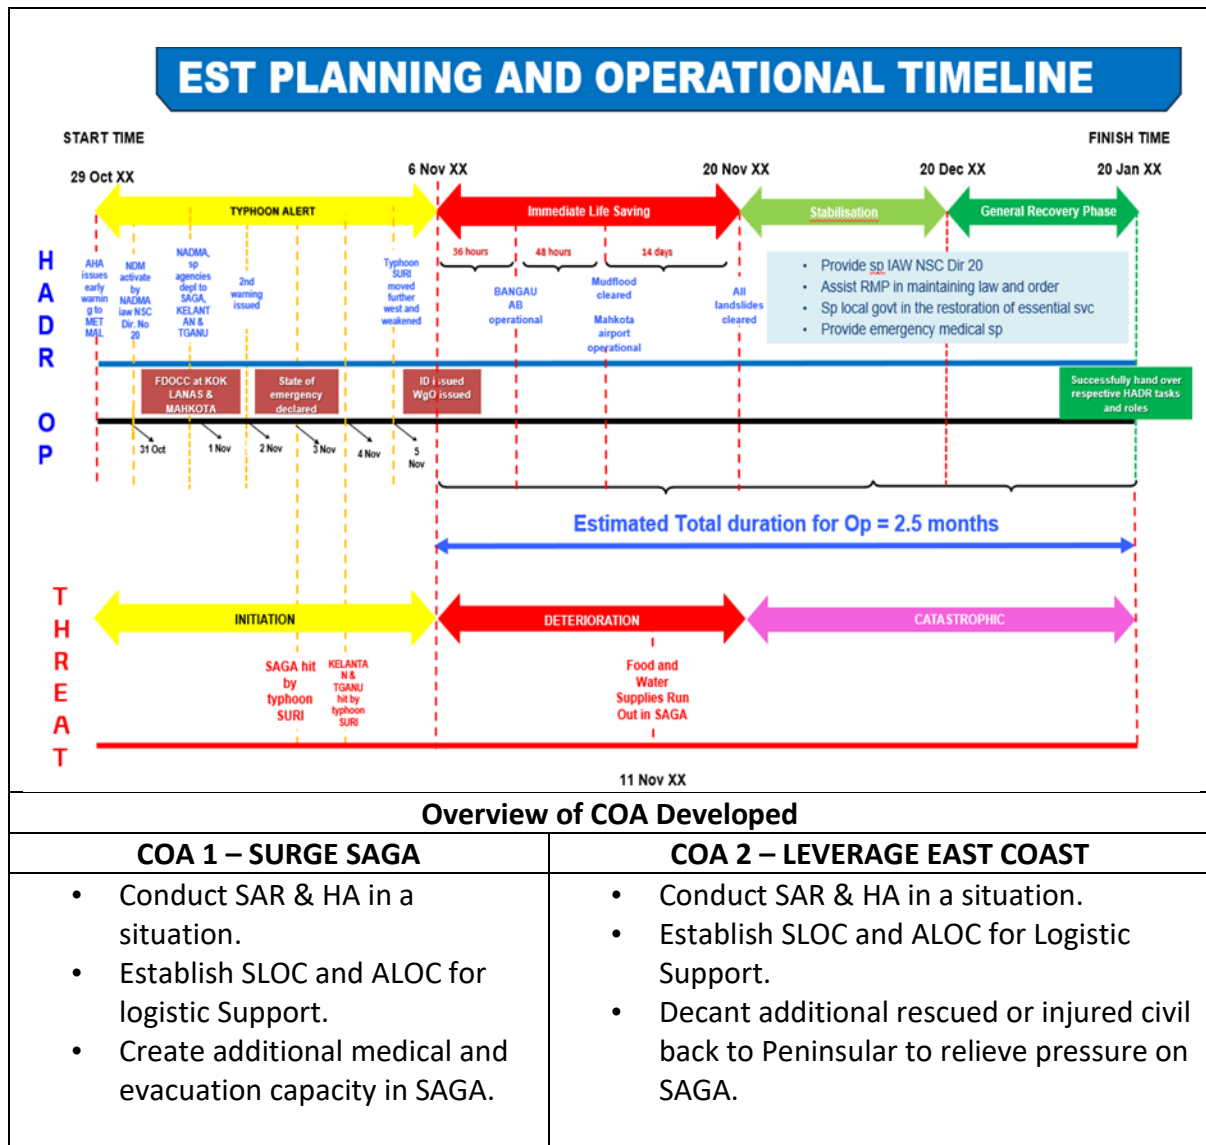 EST PLANNING AND OPERATIONAL TIMELINE
START TIME
FINISH TIME
29 Oct XX
6 Nov XX
20 Nov XX
20 Dec XX
20 Jan XX
TYPHOON ALERT
Immediate Life Saving
Stabilisation
General Recovery Phase
HADR OP
AHA
issues
early
warnin
g to
MET
MAL
NDM
activate
by
NADMA
iaw NSC
Dir. No
20
NADMA,
sp
agencies
depl to
SAGA,
KELANT
AN &
TGANU
2nd
warning
issued
Typhoon
SURI
moved
further
west and
weakened
36 hours
48 hours
14 days
BANGAU
AB
operational
Mudflood
cleared
Mahkota
airport
operational
All
landslides
cleared
• Provide sp IAW NSC Dir 20
• Assist RMP in maintaining law and order
• Sp local govt in the restoration of essential svc
• Provide emergency medical sp
FDOCC at KOK
LANAS &
MAHKOTA
State of
emergency
declared
ID issued
WgO issued
Successfully hand over
respective HADR tasks
and roles
31 Oct
1 Nov
2 Nov
3 Nov
4 Nov
5
Nov
Estimated Total duration for Op = 2.5 months
THREAT
INITIATION
DETERIORATION
CATASTROPHIC
SAGA hit
by
typhoon
SURI
KELANTA
N &
TGANU
hit by
typhoon
SURI
Food and
Water
Supplies Run
Out in SAGA
11 Nov XX
Overview of COA Developed
COA 1 – SURGE SAGA
• Conduct SAR & HA in a
situation.
• Establish SLOC and ALOC for
logistic Support.
• Create additional medical and
evacuation capacity in SAGA.
COA 2 – LEVERAGE EAST COAST
• Conduct SAR & HA in a situation.
• Establish SLOC and ALOC for Logistic
Support.
• Decant additional rescued or injured civil
back to Peninsular to relieve pressure on
SAGA.